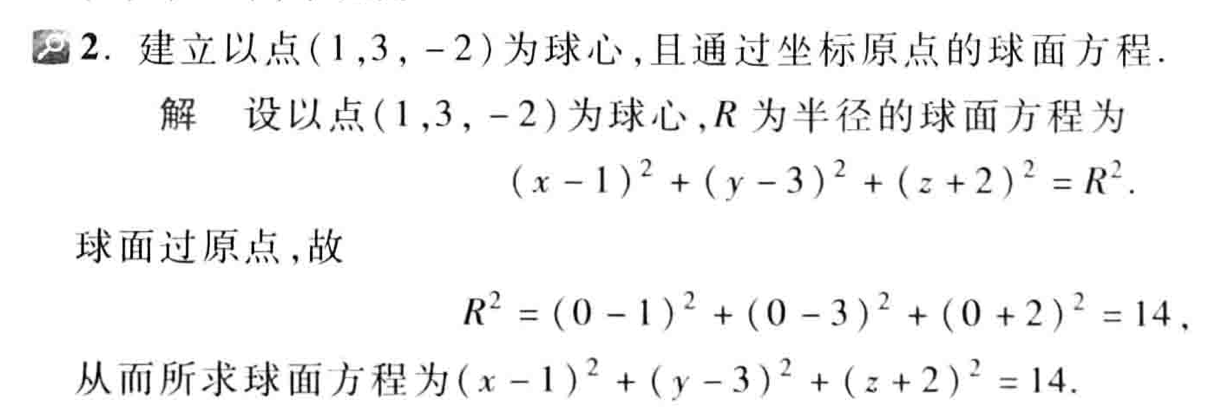 2. 建立以点(1,3,-2)为球心,且通过坐标原点的球面方程.
解 设以点(1,3,-2)为球心,R 为半径的球面方程为
(x-1)² + (y-3)² + (z+2)² = R².
球面过原点,故
R² = (0-1)² + (0-3)² + (0+2)² = 14,
从而所求球面方程为(x-1)² + (y-3)² + (z+2)² = 14.